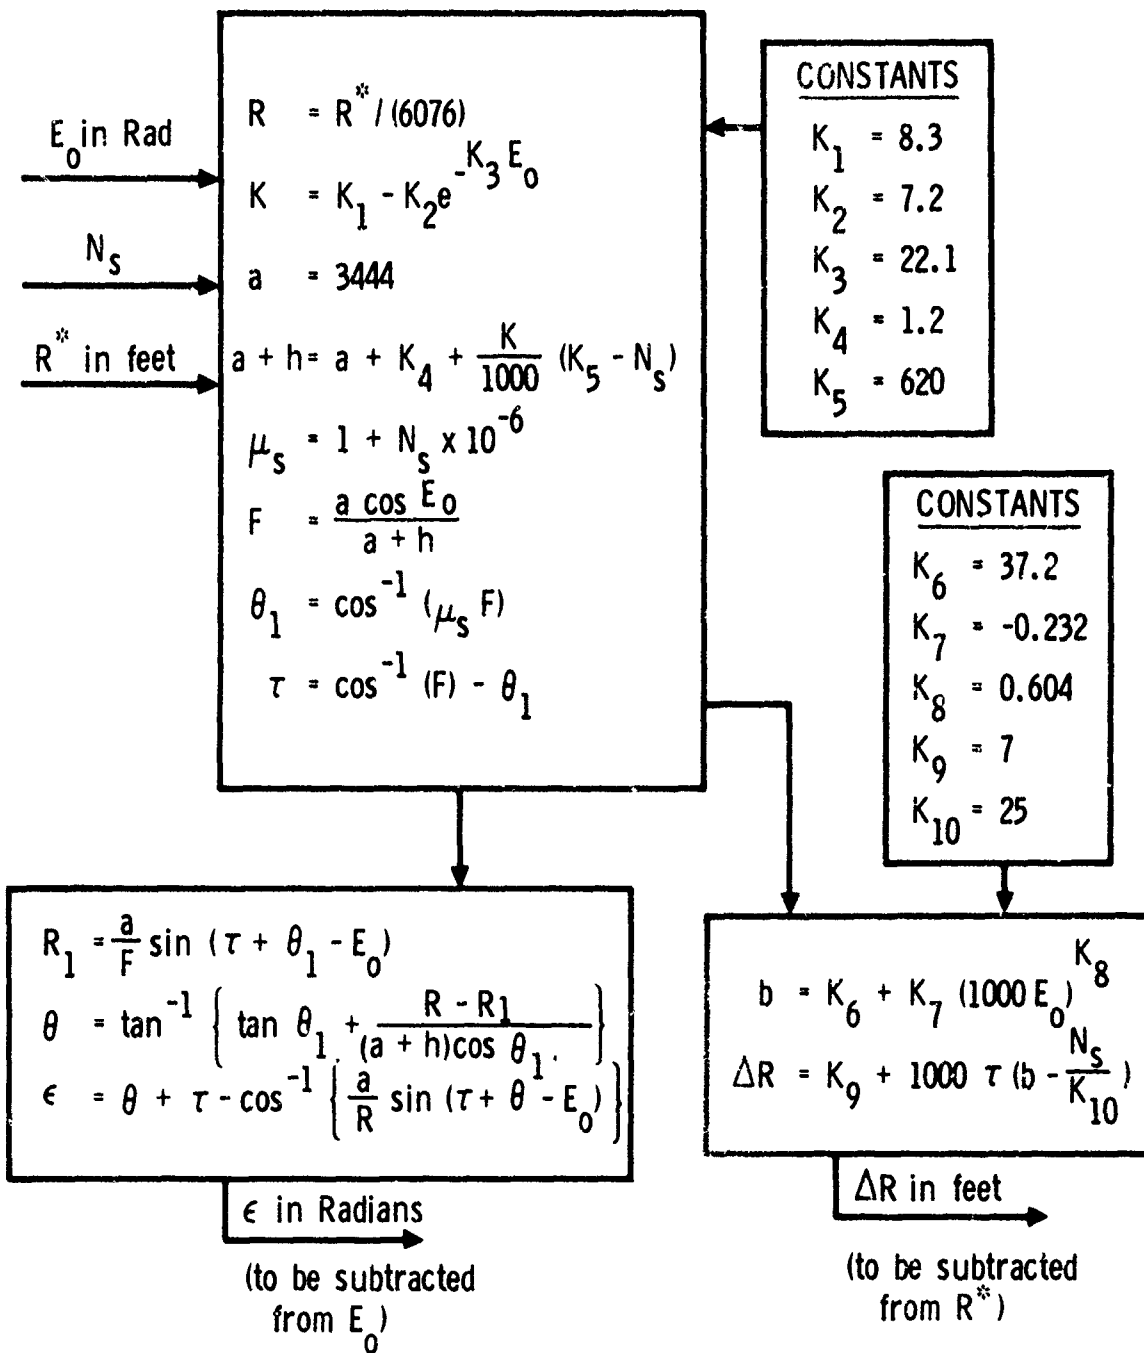 E₀ in Rad
Nₛ
R* in feet
R = R* / (6076)
K = K₁ - K₂e^(-K₃ E₀)
a = 3444
a + h = a + K₄ + K/1000 (K₅ - Nₛ)
μₛ = 1 + Nₛ x 10⁻⁶
F = a cos E₀ / a + h
θ₁ = cos⁻¹ (μₛ F)
τ = cos⁻¹ (F) - θ₁
CONSTANTS
K₁ = 8.3
K₂ = 7.2
K₃ = 22.1
K₄ = 1.2
K₅ = 620
CONSTANTS
K₆ = 37.2
K₇ = -0.232
K₈ = 0.604
K₉ = 7
K₁₀ = 25
R₁ = a/F sin (τ + θ₁ - E₀)
θ = tan⁻¹ { tan θ₁ + R - R1 / (a + h)cos θ₁ }
ϵ = θ + τ - cos⁻¹ { a/R sin (τ + θ - E₀) }
b = K₆ + K₇ (1000 E₀)^K₈
ΔR = K₉ + 1000 τ (b - Nₛ/K₁₀)
ϵ in Radians
(to be subtracted
from E₀)
ΔR in feet
(to be subtracted
from R*)